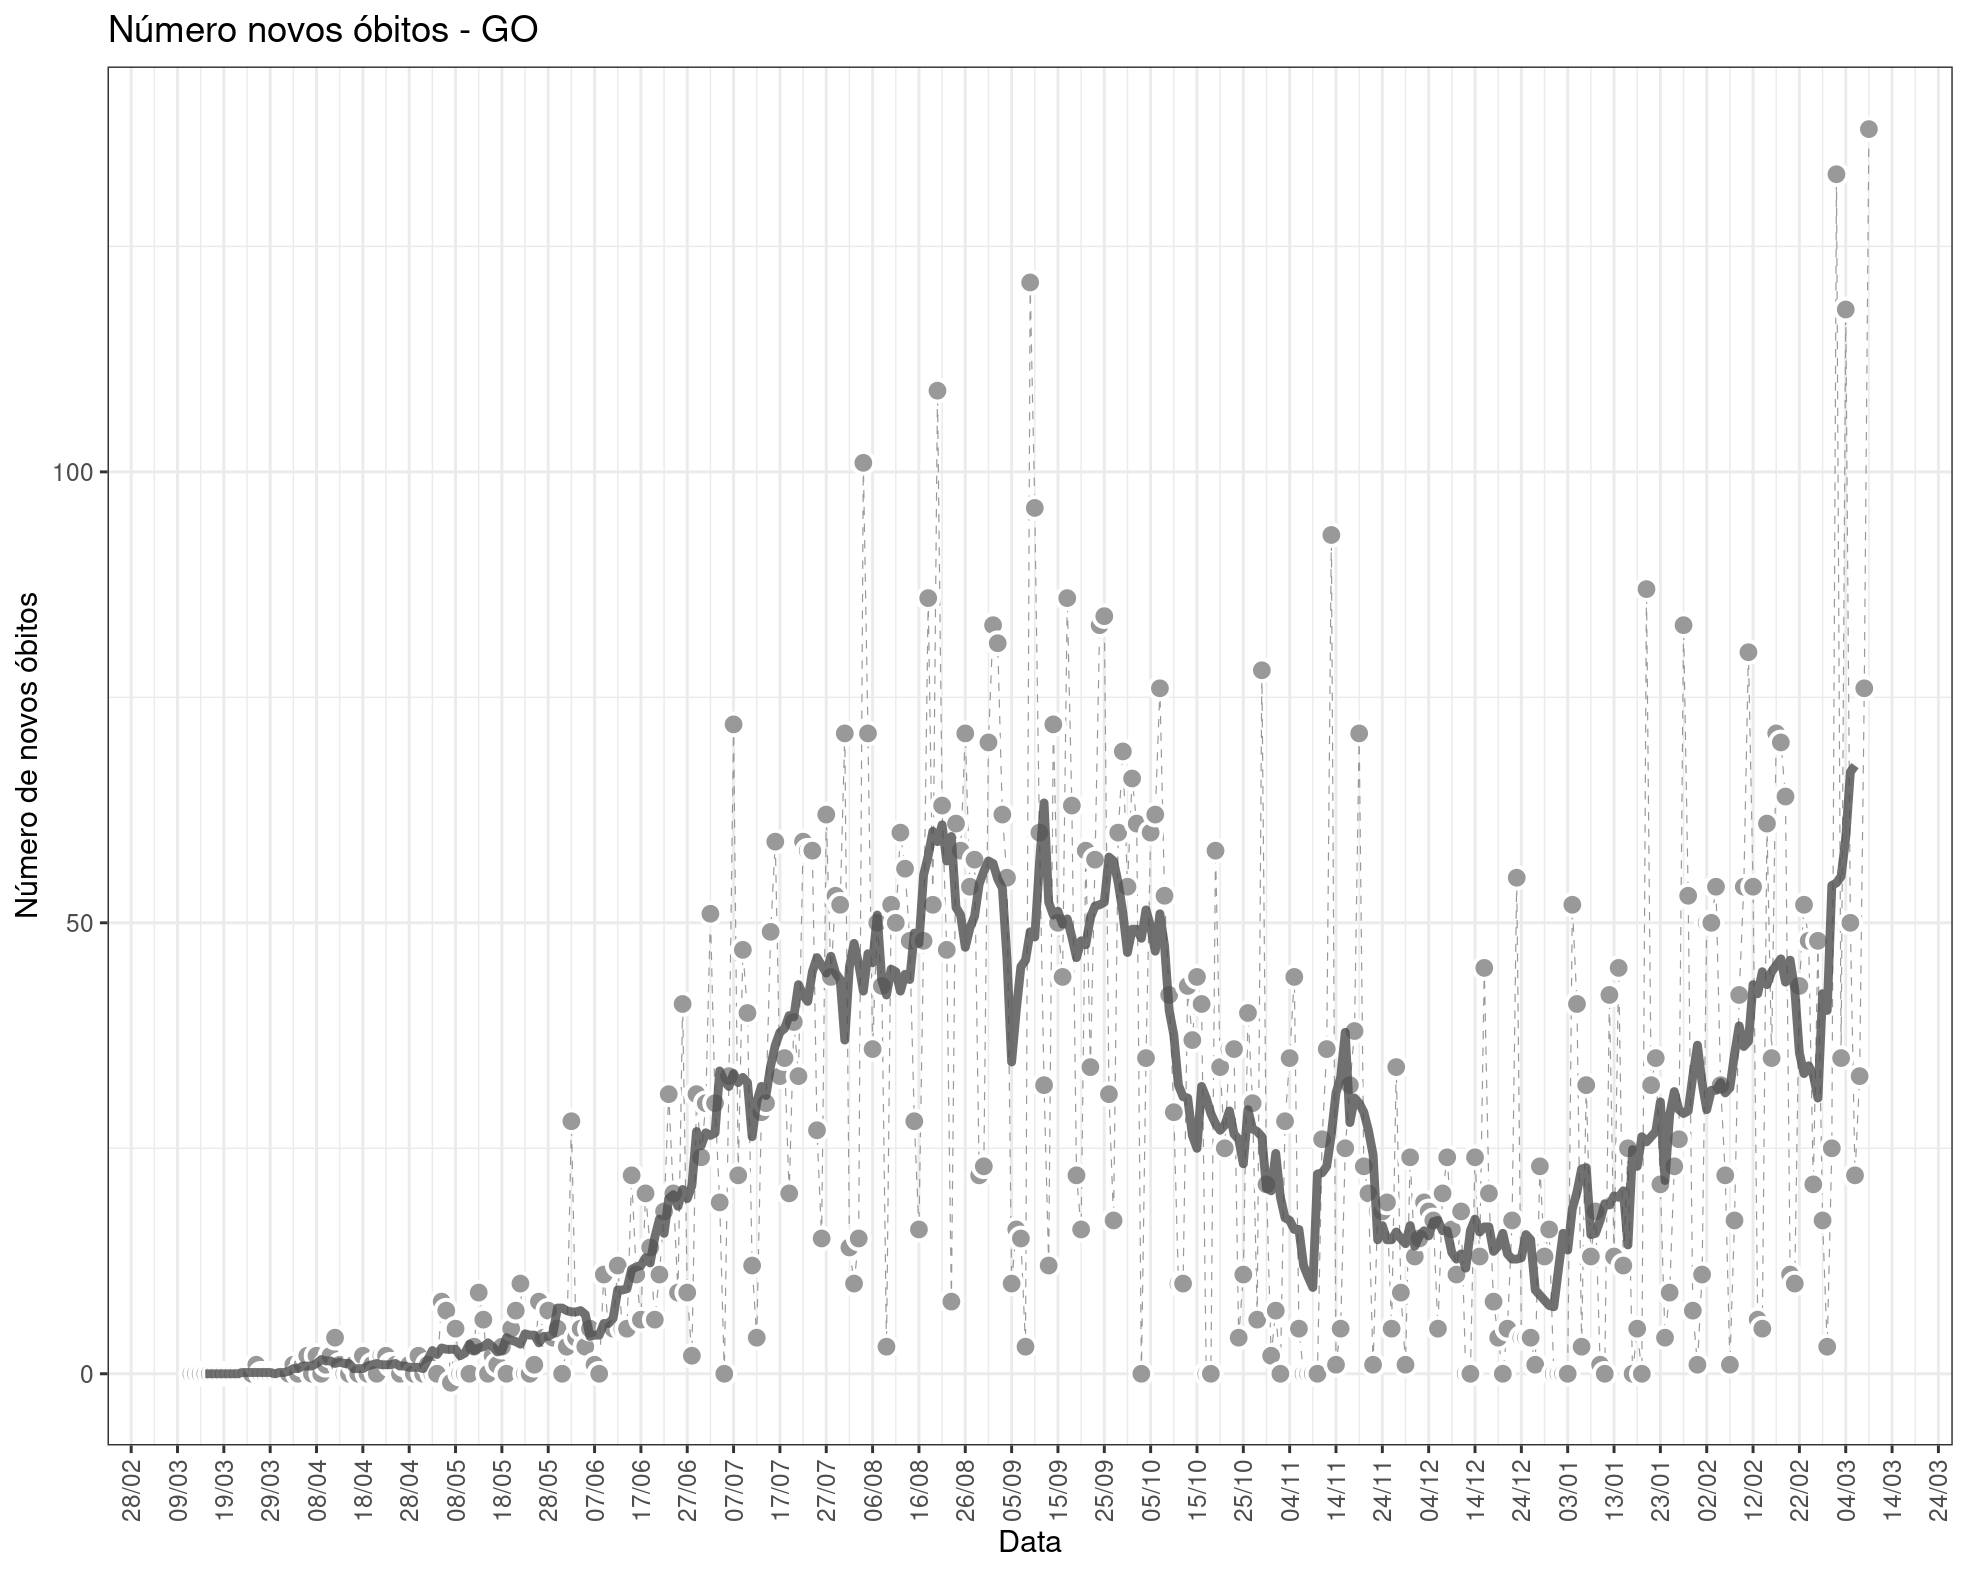 Número novos óbitos - GO
Número de novos óbitos
100
50
0
28/02 09/03 19/03 29/03 08/04 18/04 28/04 08/05 18/05 28/05 07/06 17/06 27/06 07/07 17/07 27/07 06/08 16/08 26/08 05/09 15/09 25/09 05/10 15/10 25/10 04/11 14/11 24/11 04/12 14/12 24/12 03/01 13/01 23/01 02/02 12/02 22/02 04/03 14/03 24/03
Data